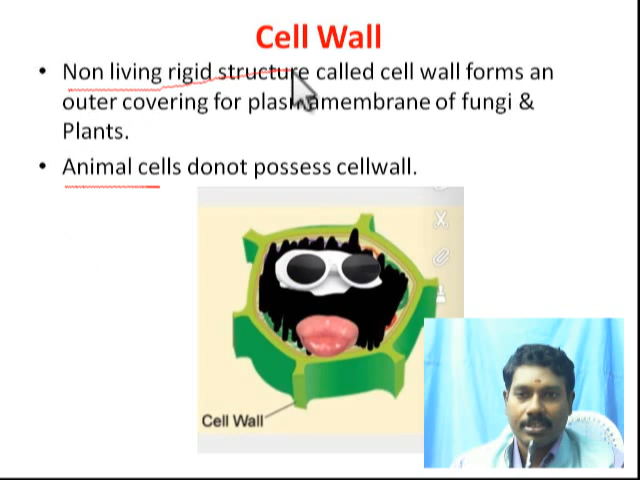 Cell Wall
• Non living rigid structure called cell wall forms an
outer covering for plasmamembrane of fungi &
Plants.
• Animal cells donot possess cellwall.
Cell Wall